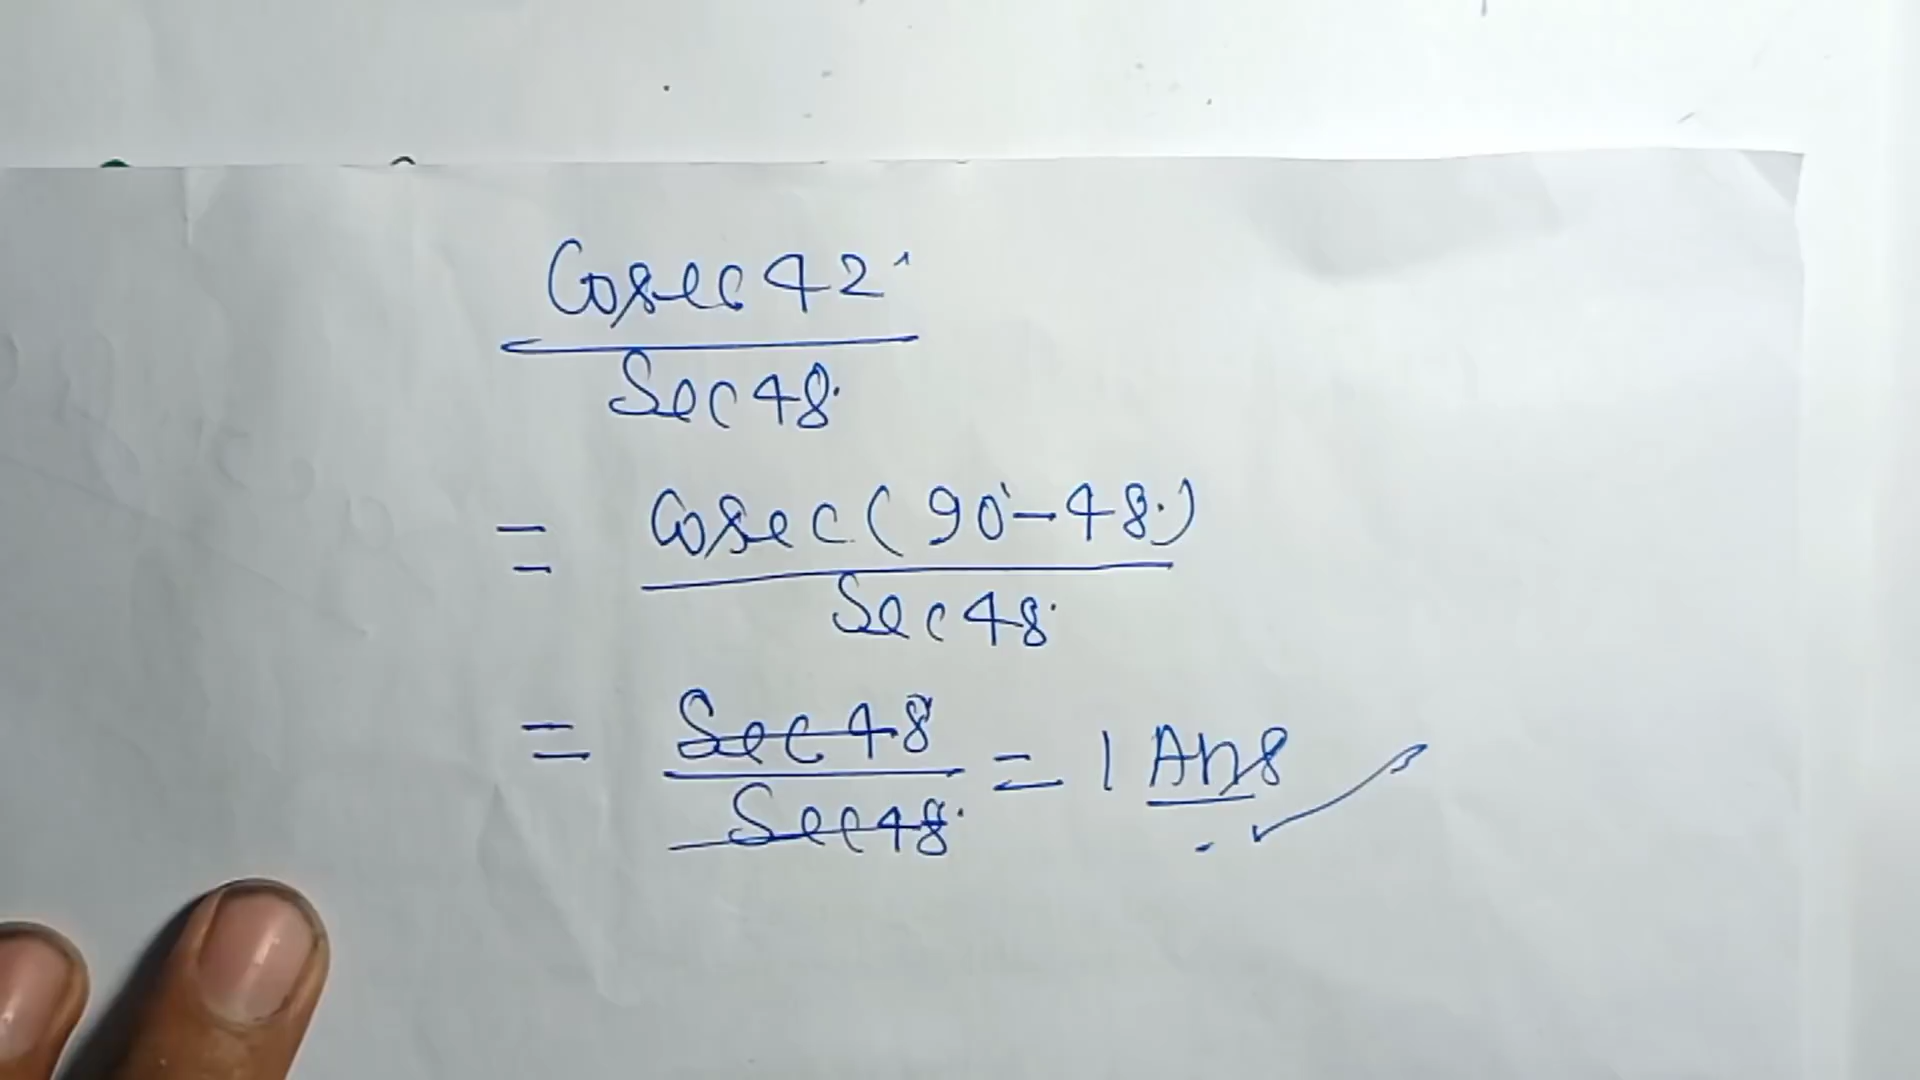 Cosec 42°
Sec 48°
= Cosec (90° - 48°)
Sec 48°
= Sec 48 = 1 Ans
Sec 48°